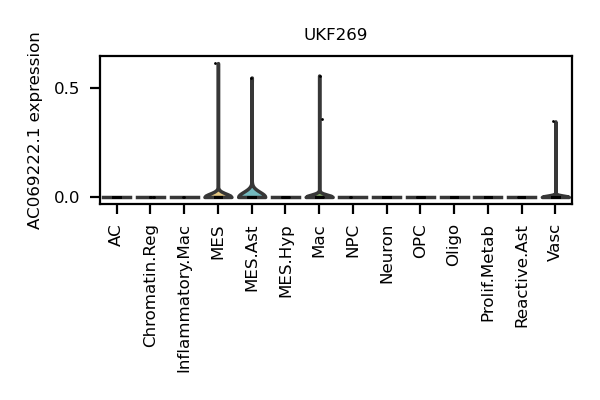 UKF269
AC069222.1 expression
0.5
0.0
AC
Chromatin.Reg
Inflammatory.Mac
MES
MES.Ast
MES.Hyp
Mac
NPC
Neuron
OPC
Oligo
Prolif.Metab
Reactive.Ast
Vasc